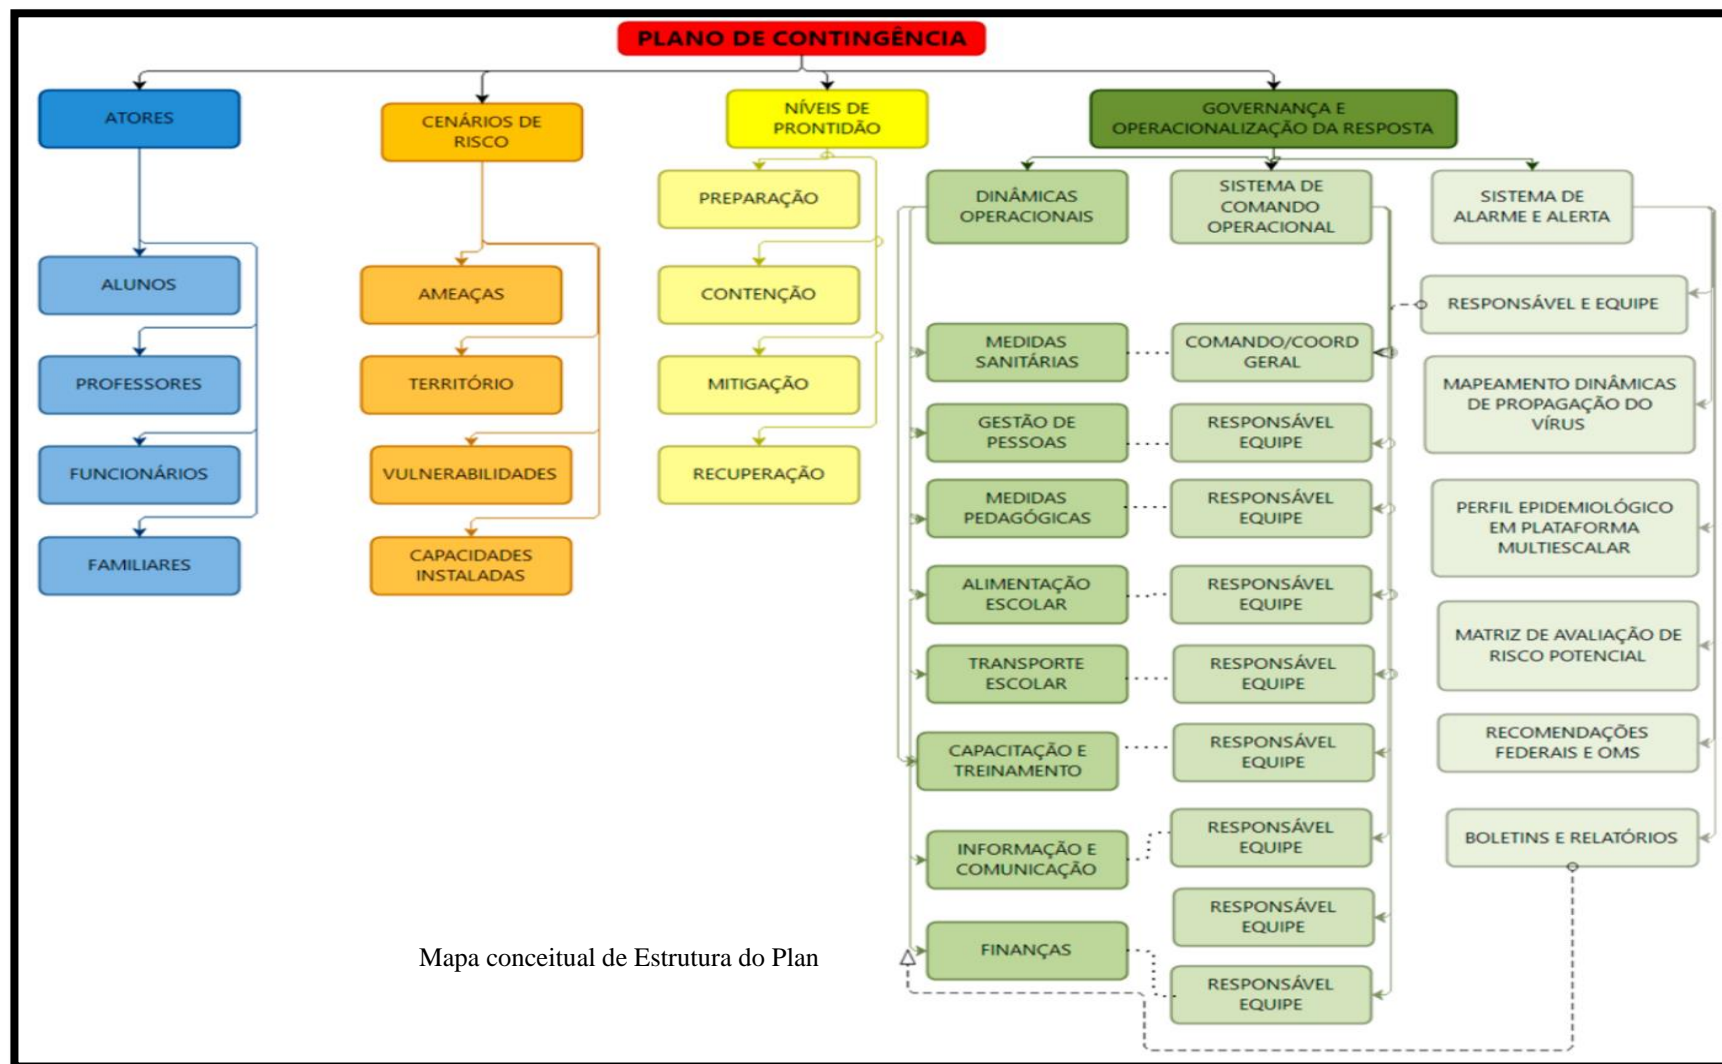 PLANO DE CONTINGÊNCIA
ATORES
ALUNOS
PROFESSORES
FUNCIONÁRIOS
FAMILIARES
CENÁRIOS DE
RISCO
AMEAÇAS
TERRITÓRIO
VULNERABILIDADES
CAPACIDADES
INSTALADAS
NÍVEIS DE
PRONTIDÃO
PREPARAÇÃO
CONTENÇÃO
MITIGAÇÃO
RECUPERAÇÃO
GOVERNANÇA E
OPERACIONALIZAÇÃO DA RESPOSTA
DINÂMICAS
OPERACIONAIS
MEDIDAS
SANITÁRIAS
GESTÃO DE
PESSOAS
MEDIDAS
PEDAGÓGICAS
ALIMENTAÇÃO
ESCOLAR
TRANSPORTE
ESCOLAR
CAPACITAÇÃO E
TREINAMENTO
INFORMAÇÃO E
COMUNICAÇÃO
FINANÇAS
SISTEMA DE
COMANDO
OPERACIONAL
COMANDO/COORD
GERAL
RESPONSÁVEL
EQUIPE
RESPONSÁVEL
EQUIPE
RESPONSÁVEL
EQUIPE
RESPONSÁVEL
EQUIPE
RESPONSÁVEL
EQUIPE
RESPONSÁVEL
EQUIPE
RESPONSÁVEL
EQUIPE
RESPONSÁVEL
EQUIPE
SISTEMA DE
ALARME E ALERTA
RESPONSÁVEL E EQUIPE
MAPEAMENTO DINÂMICAS
DE PROPAGAÇÃO DO
VÍRUS
PERFIL EPIDEMIOLÓGICO
EM PLATAFORMA
MULTIESCALAR
MATRIZ DE AVALIAÇÃO DE
RISCO POTENCIAL
RECOMENDAÇÕES
FEDERAIS E OMS
BOLETINS E RELATÓRIOS
Mapa conceitual de Estrutura do Plan